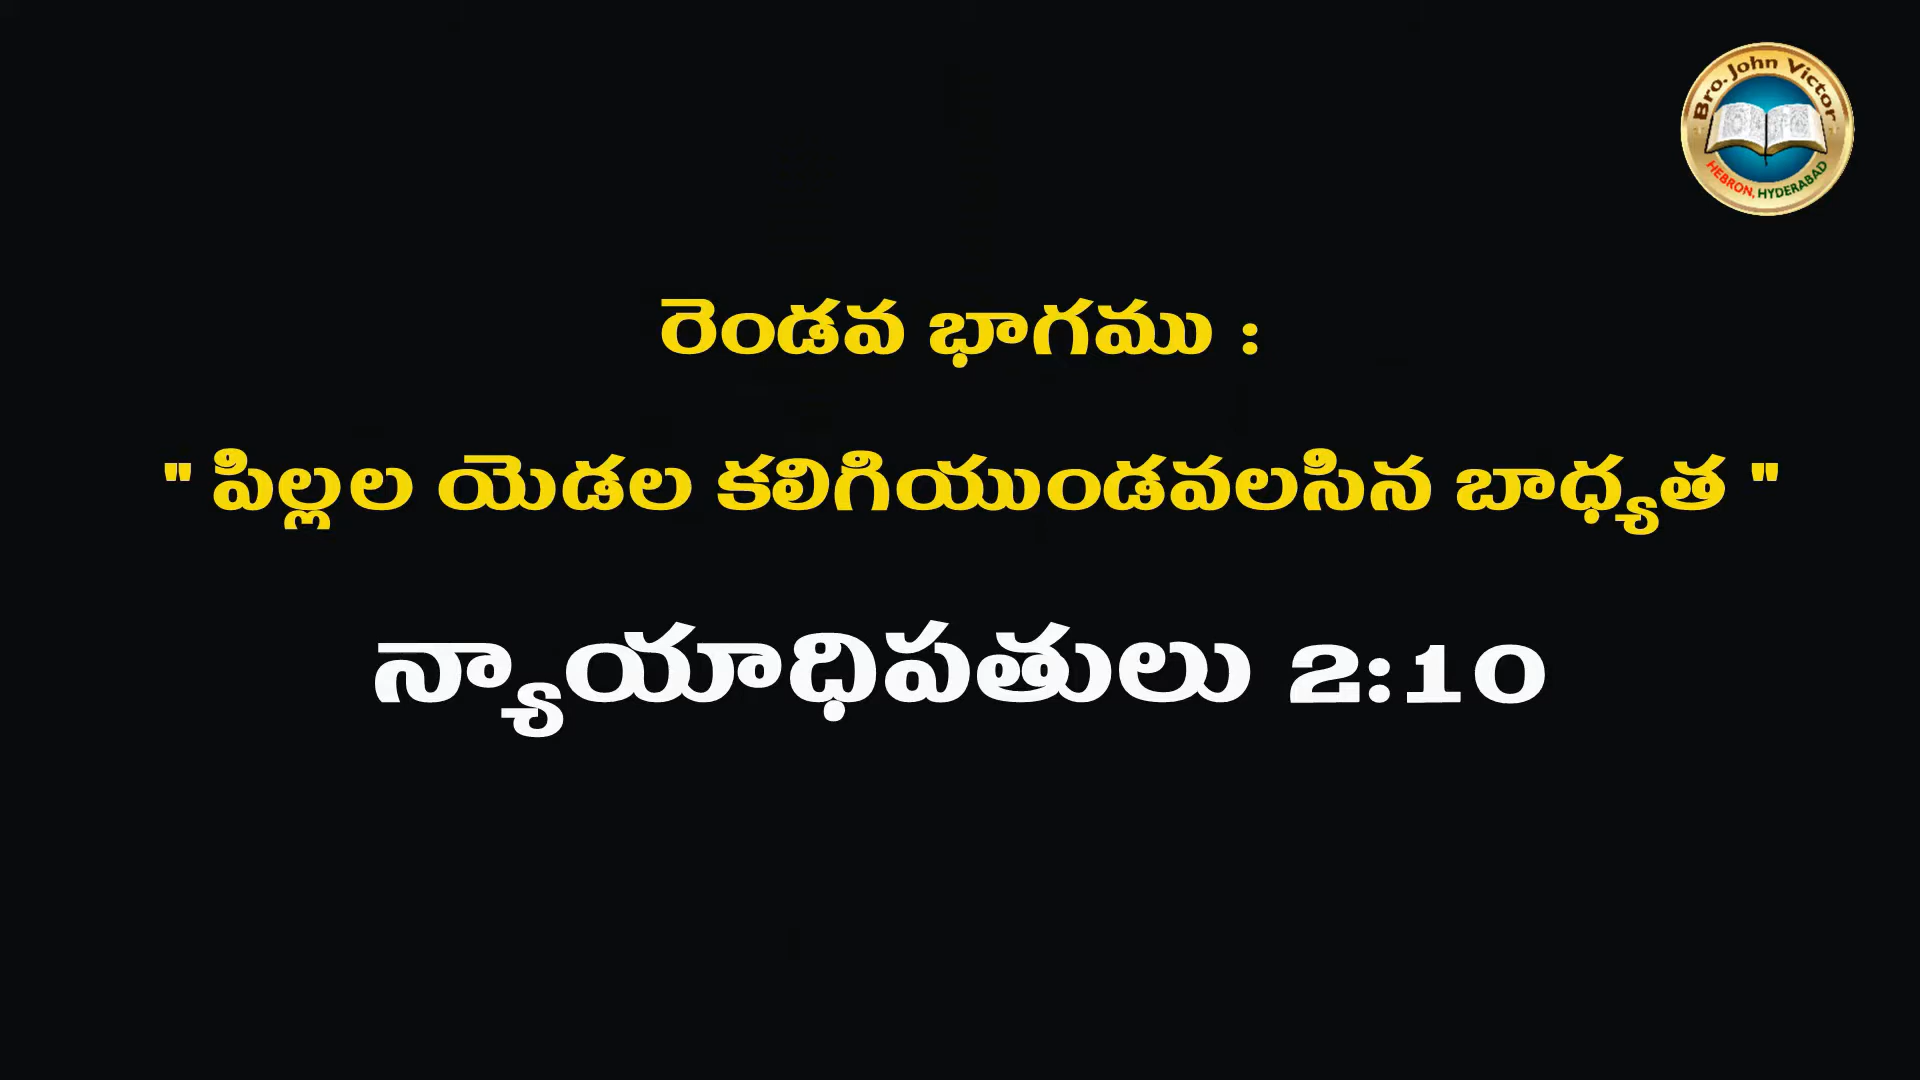 Bro. John Victor
HEBRON, HYDERABAD
రెండవ భాగము :
" పిల్లల యెడల కలిగియుండవలసిన బాధ్యత "
న్యాయాధిపతులు 2:10